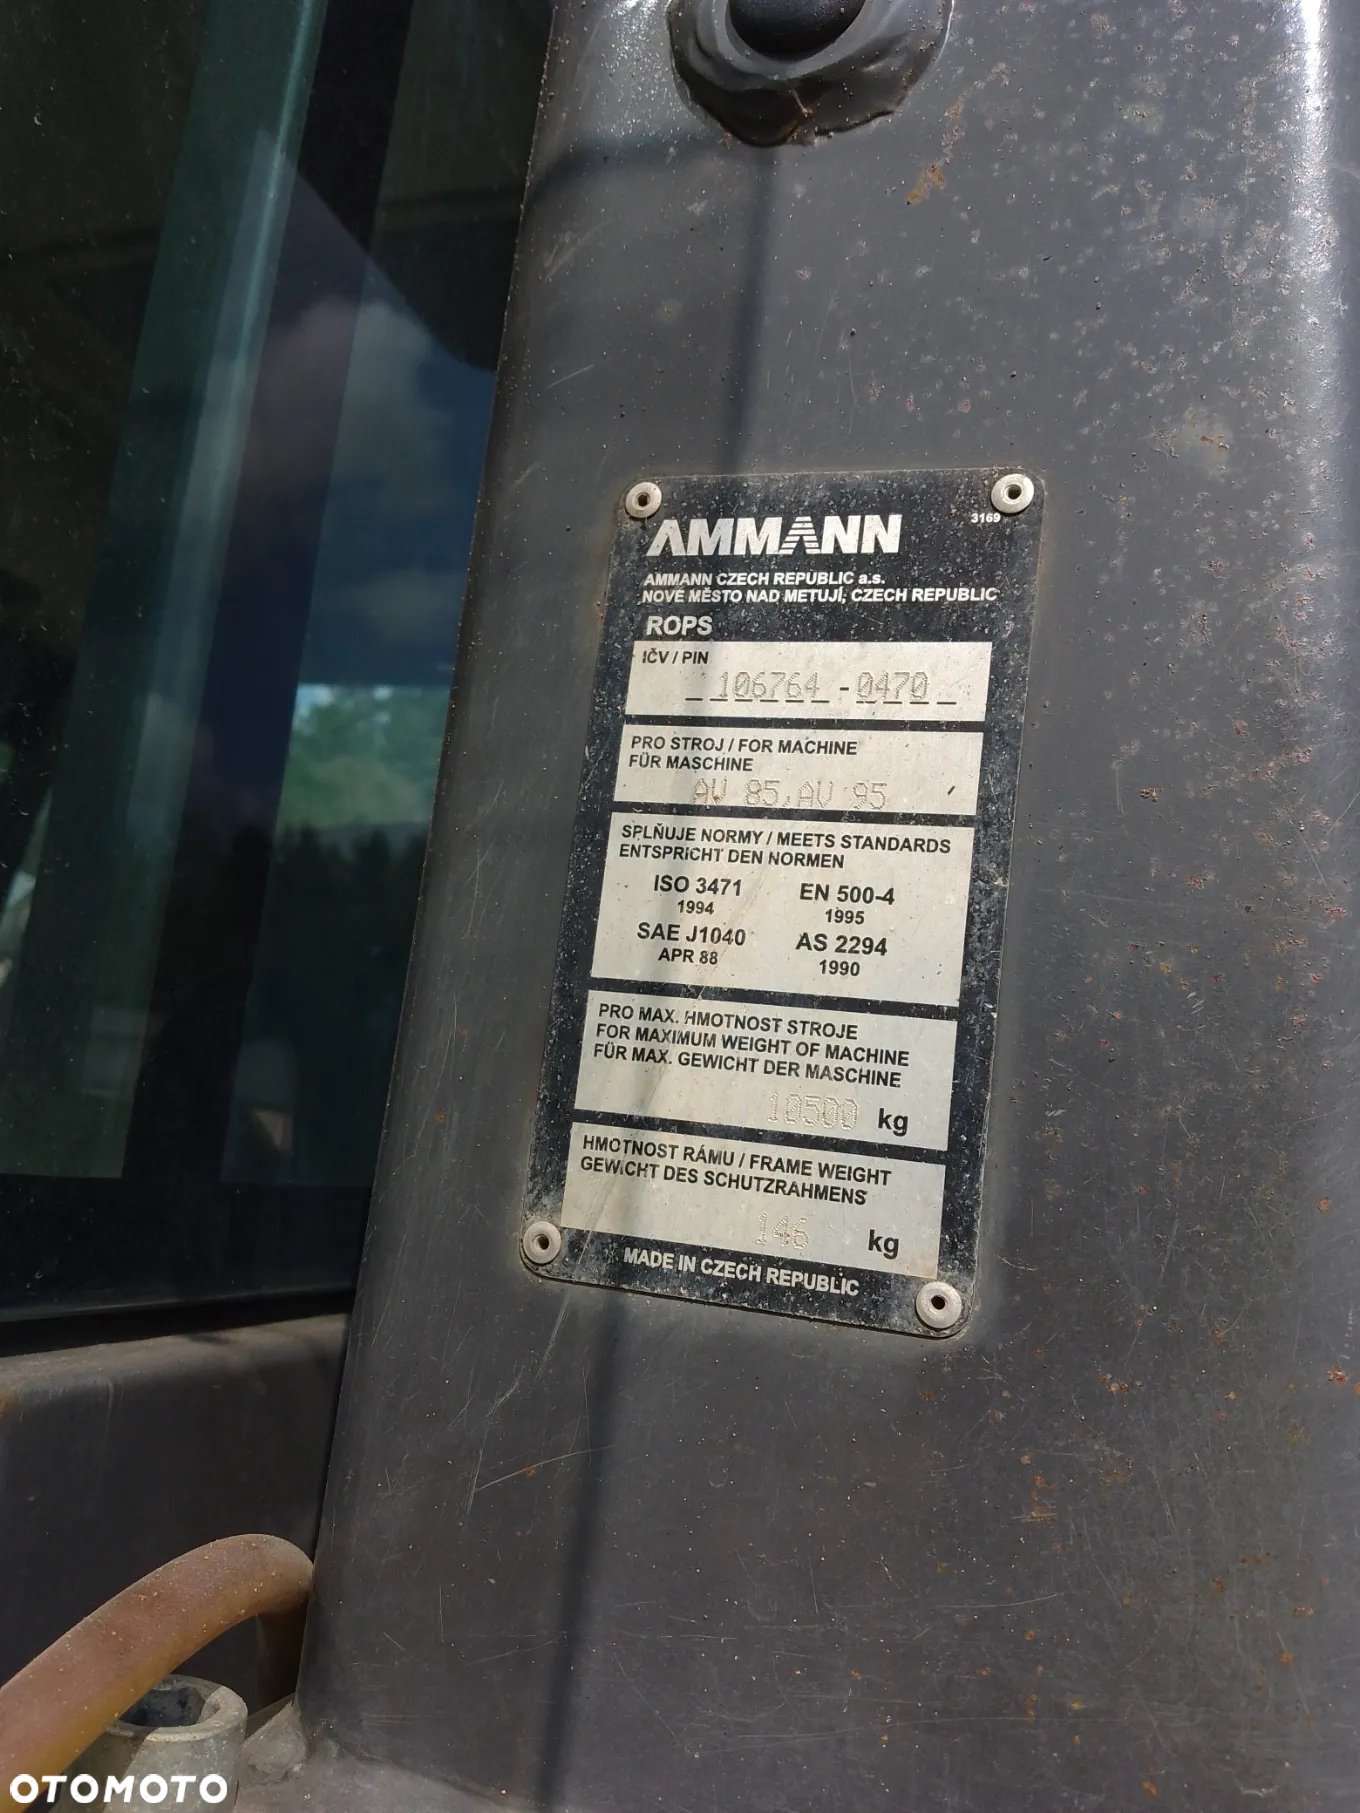 AMMANN
3169
AMMANN CZECH REPUBLIC a.s.
NOVÉ MĚSTO NAD METUJÍ, CZECH REPUBLIC
ROPS
IČV / PIN
_ 106764 - 0470 _
PRO STROJ / FOR MACHINE
FÜR MASCHINE
AV 85, AV 95
SPLŇUJE NORMY / MEETS STANDARDS
ENTSPRICHT DEN NORMEN
ISO 3471 EN 500-4
1994 1995
SAE J1040 AS 2294
APR 88 1990
PRO MAX. HMOTNOST STROJE
FOR MAXIMUM WEIGHT OF MACHINE
FÜR MAX. GEWICHT DER MASCHINE
10500 kg
HMOTNOST RÁMU / FRAME WEIGHT
GEWICHT DES SCHUTZRAHMENS
146 kg
MADE IN CZECH REPUBLIC
OTOMOTO